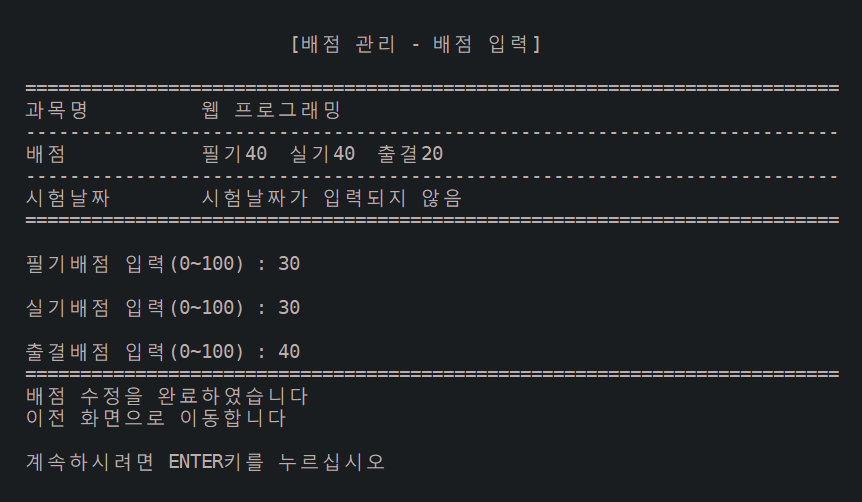 [배점 관리 - 배점 입력]
==========================================================================
과목명 웹 프로그래밍
--------------------------------------------------------------------------
배점 필기40 실기40 출결20
--------------------------------------------------------------------------
시험날짜 시험날짜가 입력되지 않음
==========================================================================
필기배점 입력(0~100) : 30
실기배점 입력(0~100) : 30
출결배점 입력(0~100) : 40
==========================================================================
배점 수정을 완료하였습니다
이전 화면으로 이동합니다
계속하시려면 ENTER키를 누르십시오